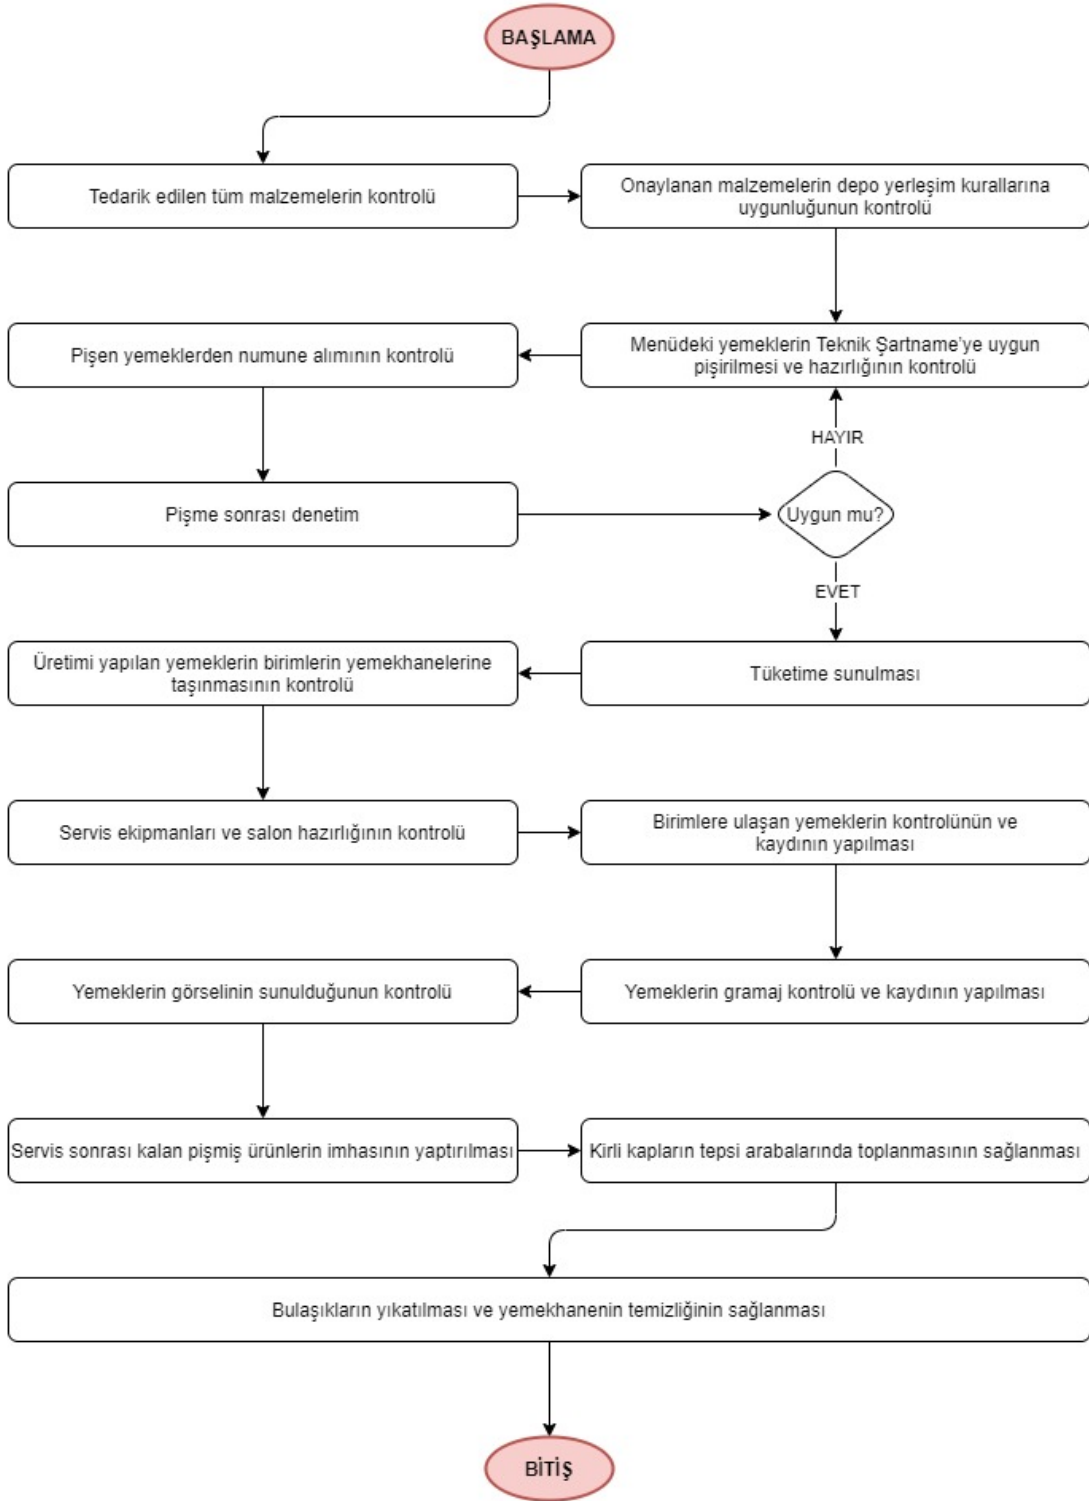 BAŞLAMA
Tedarik edilen tüm malzemelerin kontrolü
Onaylanan malzemelerin depo yerleşim kurallarına
uygunluğunun kontrolü
Menüdeki yemeklerin Teknik Şartname'ye uygun
pişirilmesi ve hazırlığının kontrolü
Pişen yemeklerden numune alımının kontrolü
Pişme sonrası denetim
Uygun mu?
HAYIR
EVET
Tüketime sunulması
Üretimi yapılan yemeklerin birimlerin yemekhanelerine
taşınmasının kontrolü
Servis ekipmanları ve salon hazırlığının kontrolü
Birimlere ulaşan yemeklerin kontrolünün ve
kaydının yapılması
Yemeklerin gramaj kontrolü ve kaydının yapılması
Yemeklerin görselinin sunulduğunun kontrolü
Servis sonrası kalan pişmiş ürünlerin imhasının yaptırılması
Kirli kapların tepsi arabalarında toplanmasının sağlanması
Bulaşıkların yıkatılması ve yemekhanenin temizliğinin sağlanması
BİTİŞ